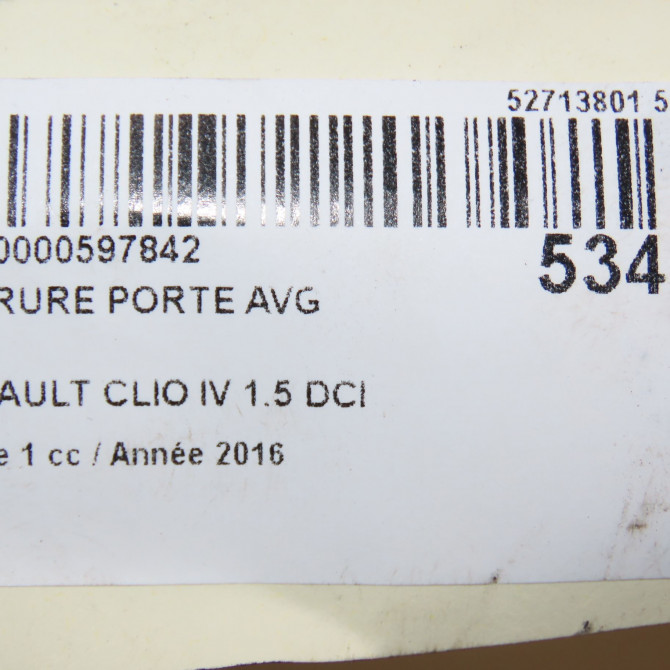 52713801 5
0000597842
534
RURE PORTE AVG
AULT CLIO IV 1.5 DCI
e 1 cc / Année 2016